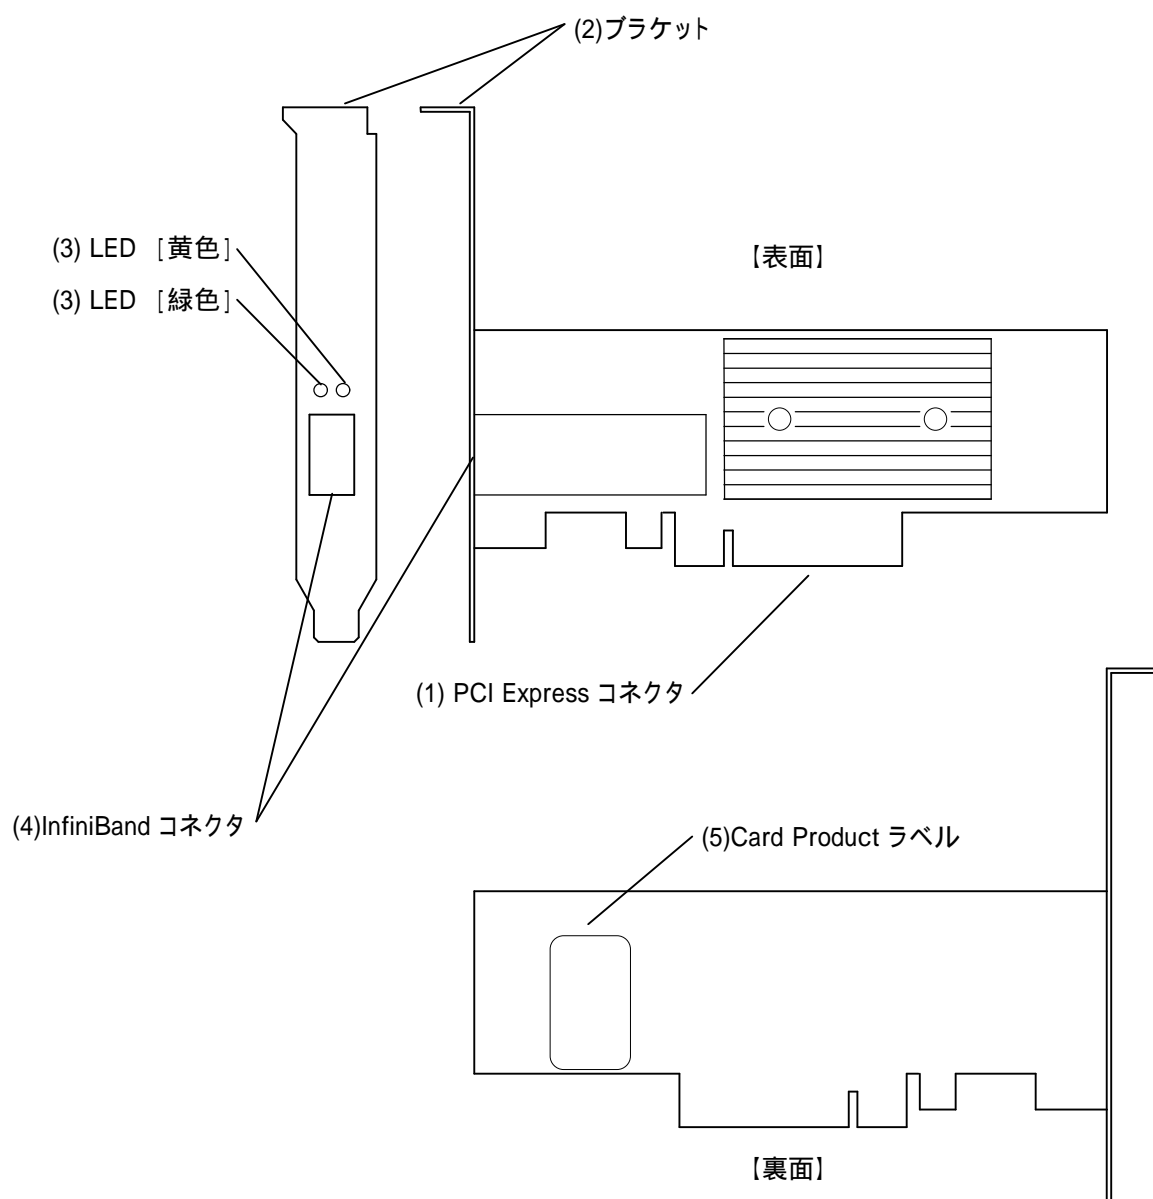 (2)ブラケット
(3) LED [黄色]
【表面】
(3) LED [緑色]
(1) PCI Express コネクタ
(4)InfiniBand コネクタ
(5)Card Product ラベル
【裏面】